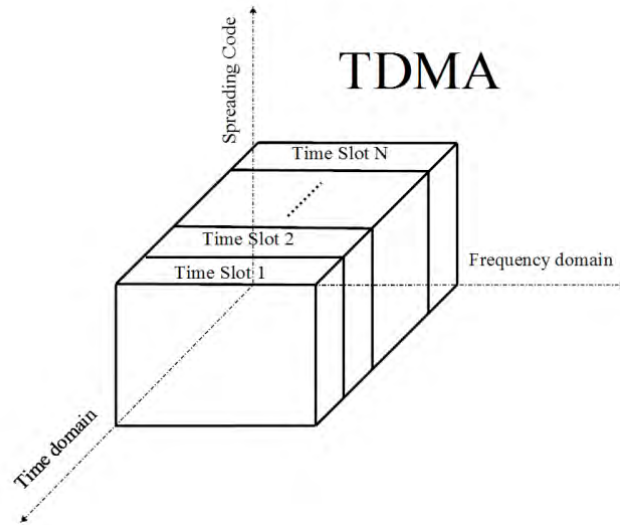 Spreading Code
TDMA
Time Slot N
Time Slot 2
Time Slot 1
Frequency domain
Time domain